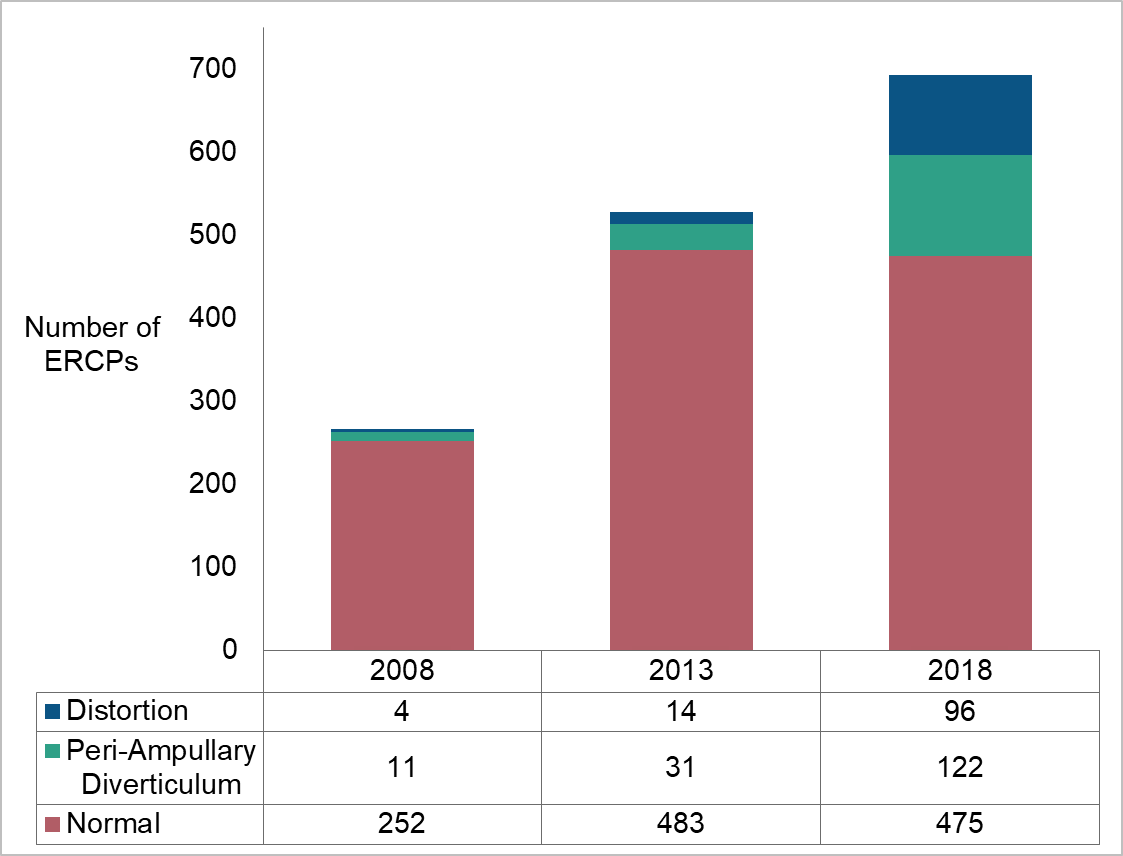 700
600
500
400
300
200
100
0
Number of
ERCPs
2008 2013 2018
Distortion 4 14 96
Peri-Ampullary
Diverticulum 11 31 122
Normal 252 483 475